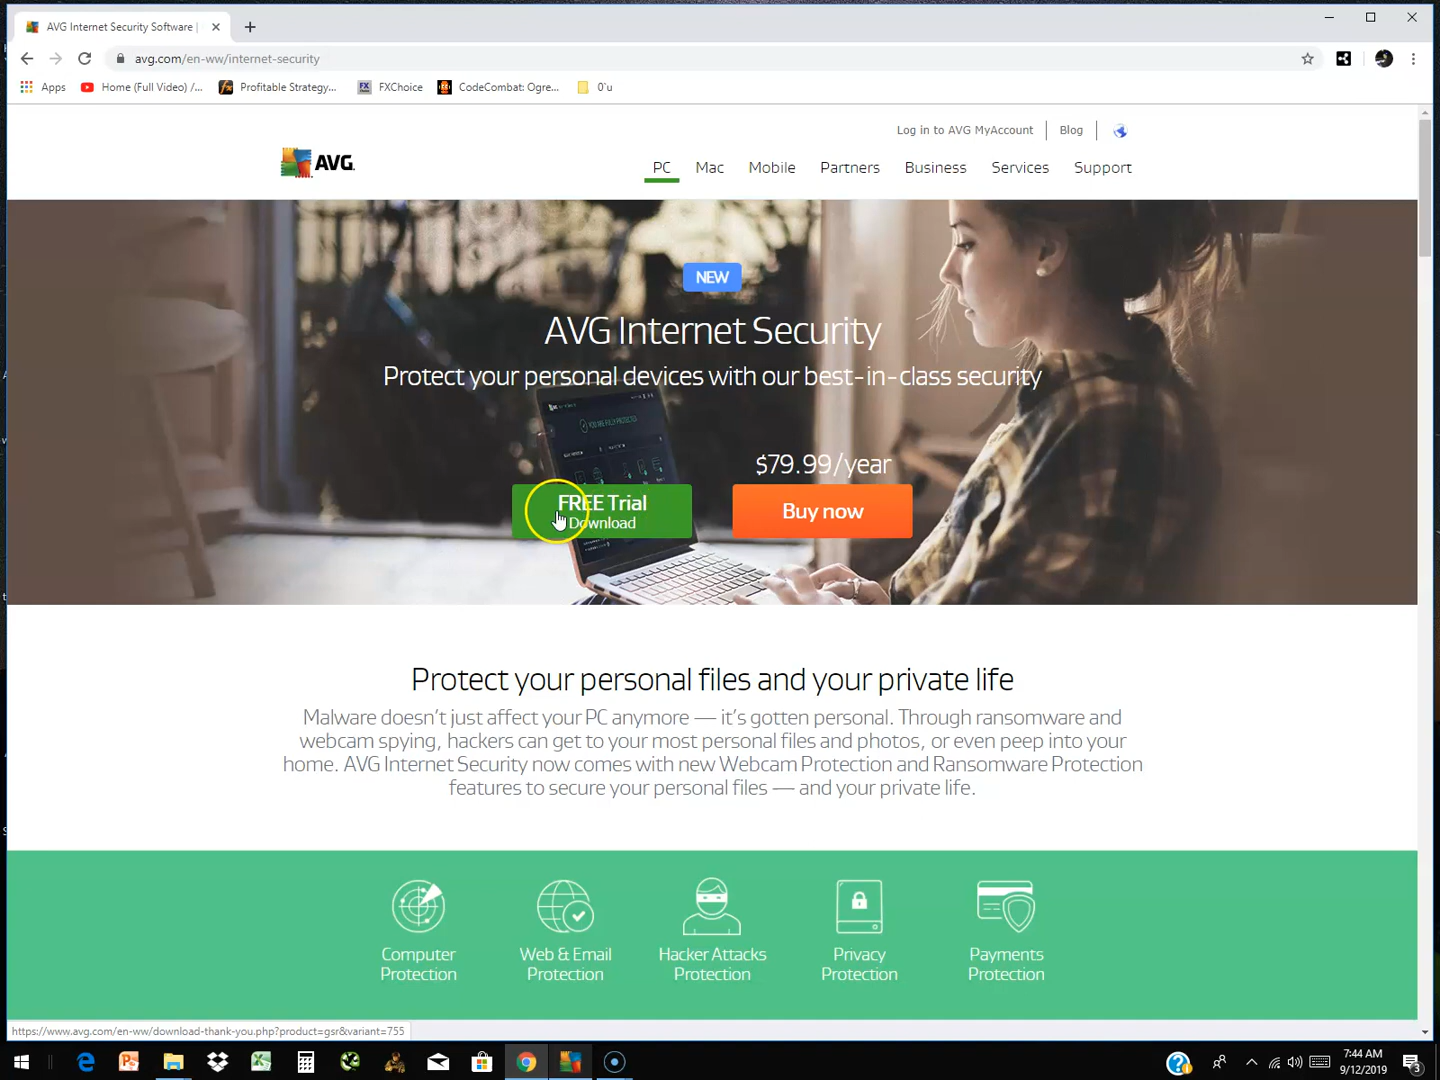 AVG Internet Security Software |
avg.com/en-ww/internet-security
Apps
Home (Full Video) /...
Profitable Strategy...
FX
FXChoice
CodeCombat: Ogre...
0`u
Log in to AVG MyAccount
Blog
AVG.
PC
Mac
Mobile
Partners
Business
Services
Support
NEW
AVG Internet Security
Protect your personal devices with our best-in-class security
YOU ARE FULLY PROTECTED
$79.99/year
FREE Trial
Download
Buy now
Protect your personal files and your private life
Malware doesn't just affect your PC anymore — it's gotten personal. Through ransomware and
webcam spying, hackers can get to your most personal files and photos, or even peep into your
home. AVG Internet Security now comes with new Webcam Protection and Ransomware Protection
features to secure your personal files — and your private life.
Computer
Protection
Web & Email
Protection
Hacker Attacks
Protection
Privacy
Protection
Payments
Protection
https://www.avg.com/en-ww/download-thank-you.php?product=gsr&variant=755
7:44 AM
9/12/2019
3